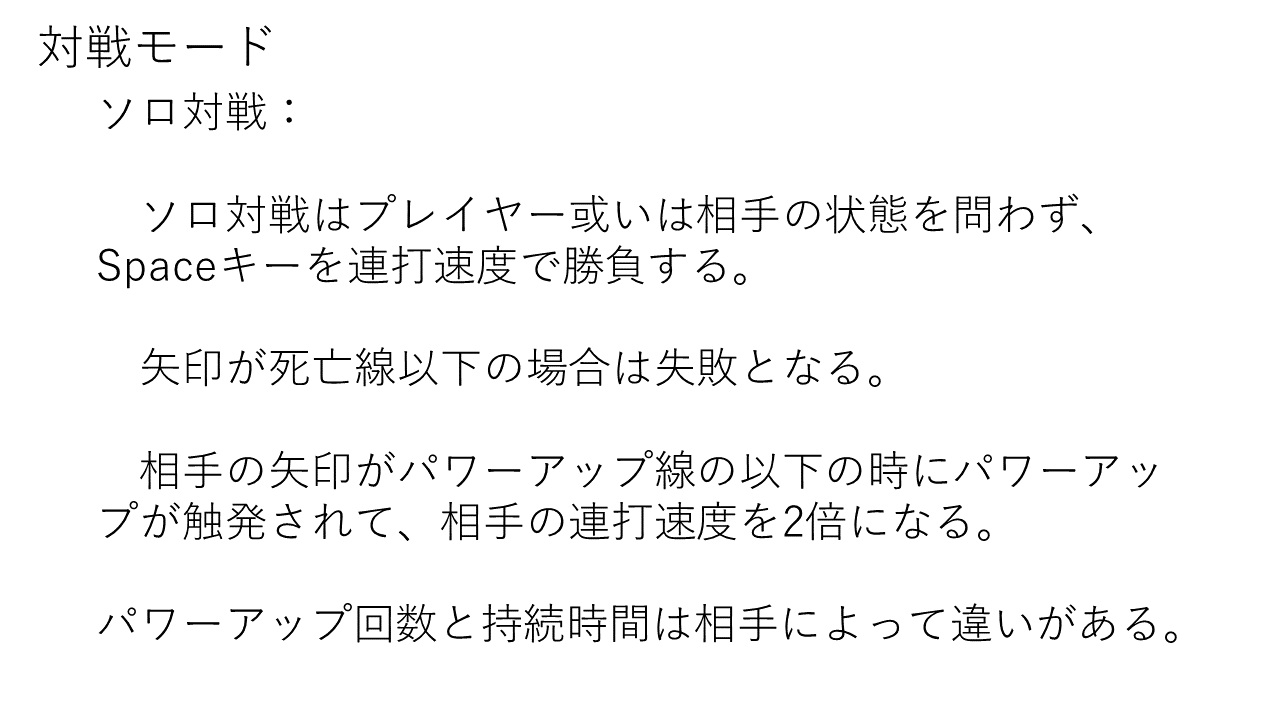 対戦モード
ソロ対戦：
ソロ対戦はプレイヤー或いは相手の状態を問わず、
Spaceキーを連打速度で勝負する。
矢印が死亡線以下の場合は失敗となる。
相手の矢印がパワーアップ線の以下の時にパワーアッ
プが触発されて、相手の連打速度を2倍になる。
パワーアップ回数と持続時間は相手によって違いがある。